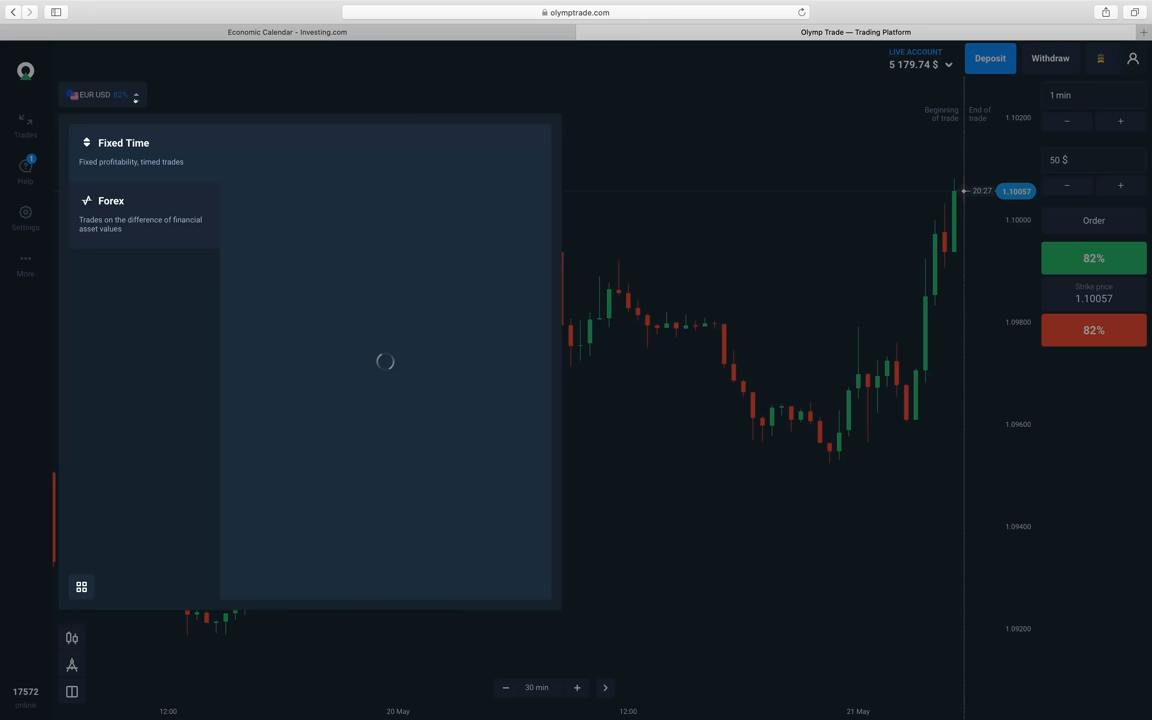 olymptrade.com
Economic Calendar - Investing.com
Olymp Trade — Trading Platform
LIVE ACCOUNT
5 179.74 $
Deposit
Withdraw
EUR USD 82%
Trades
1
Help
Settings
More
Fixed Time
Fixed profitability, timed trades
Forex
Trades on the difference of financial
asset values
Beginning
of trade
End of
trade
1.10200
20:27
1.10057
1.10000
1.09800
1.09600
1.09400
1.09200
1 min
− +
50 $
− +
Order
82%
Strike price
1.10057
82%
− 30 min +
17572
online
12:00
20 May
12:00
21 May